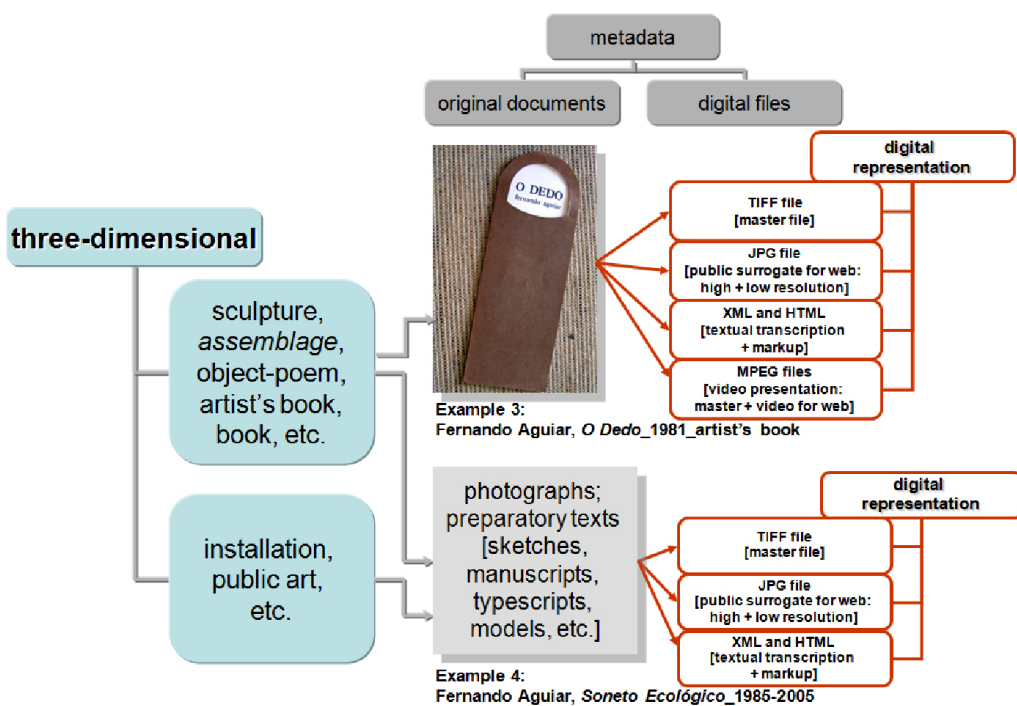 metadata
original documents
digital files
digital
representation
O DEDO
fernando aguiar
TIFF file
[master file]
JPG file
[public surrogate for web:
high + low resolution]
XML and HTML
[textual transcription
+ markup]
MPEG files
[video presentation:
master + video for web]
three-dimensional
sculpture,
assemblage,
object-poem,
artist's book,
book, etc.
Example 3:
Fernando Aguiar, O Dedo_1981_artist's book
installation,
public art,
etc.
photographs;
preparatory texts
[sketches,
manuscripts,
typescripts,
models, etc.]
digital
representation
TIFF file
[master file]
JPG file
[public surrogate for web:
high + low resolution]
XML and HTML
[textual transcription
+ markup]
Example 4:
Fernando Aguiar, Soneto Ecológico_1985-2005